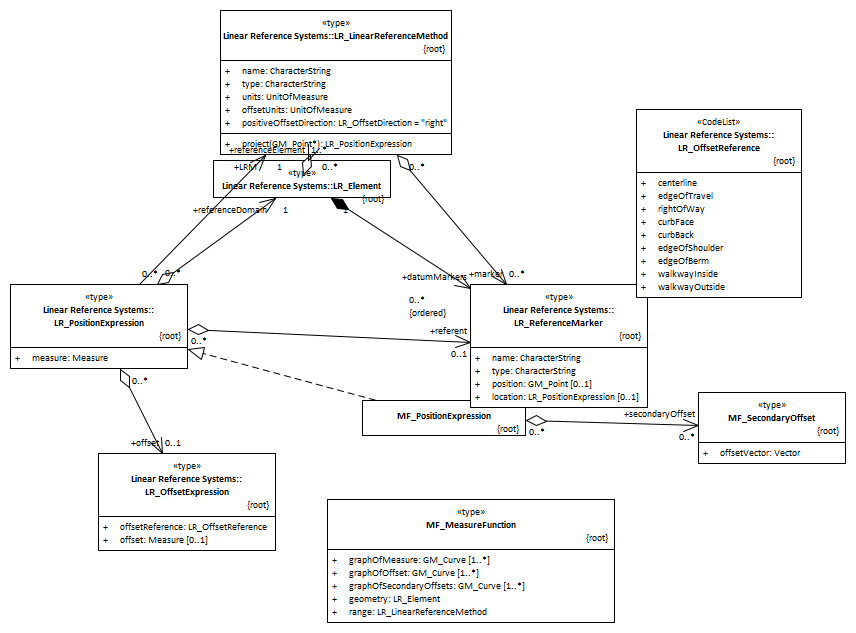 «type»
Linear Reference Systems::LR_LinearReferenceMethod
{root}
+ name: CharacterString
+ type: CharacterString
+ units: UnitOfMeasure
+ offsetUnits: UnitOfMeasure
+ positiveOffsetDirection: LR_OffsetDirection = "right"
+ project(GM_Point*): LR_PositionExpression
+referenceElement 1..*
+LRM 1 0..*
0..*
«type»
Linear Reference Systems::LR_Element
{root}
+referenceDomain 1
1
«CodeList»
Linear Reference Systems::
LR_OffsetReference
{root}
+ centerline
+ edgeOfTravel
+ rightOfWay
+ curbFace
+ curbBack
+ edgeOfShoulder
+ edgeOfBerm
+ walkwayInside
+ walkwayOutside
0..* 0..*
+datumMarkers
+marker 0..*
0..*
{ordered}
«type»
Linear Reference Systems::
LR_PositionExpression
{root}
+ measure: Measure
0..*
+referent
0..1
«type»
Linear Reference Systems::
LR_ReferenceMarker
{root}
+ name: CharacterString
+ type: CharacterString
+ position: GM_Point [0..1]
+ location: LR_PositionExpression [0..1]
0..*
+offset 0..1
MF_PositionExpression
{root}
0..*
+secondaryOffset
0..*
«type»
MF_SecondaryOffset
{root}
+ offsetVector: Vector
«type»
Linear Reference Systems::
LR_OffsetExpression
{root}
+ offsetReference: LR_OffsetReference
+ offset: Measure [0..1]
«type»
MF_MeasureFunction
{root}
+ graphOfMeasure: GM_Curve [1..*]
+ graphOfOffset: GM_Curve [1..*]
+ graphOfSecondaryOffsets: GM_Curve [1..*]
+ geometry: LR_Element
+ range: LR_LinearReferenceMethod